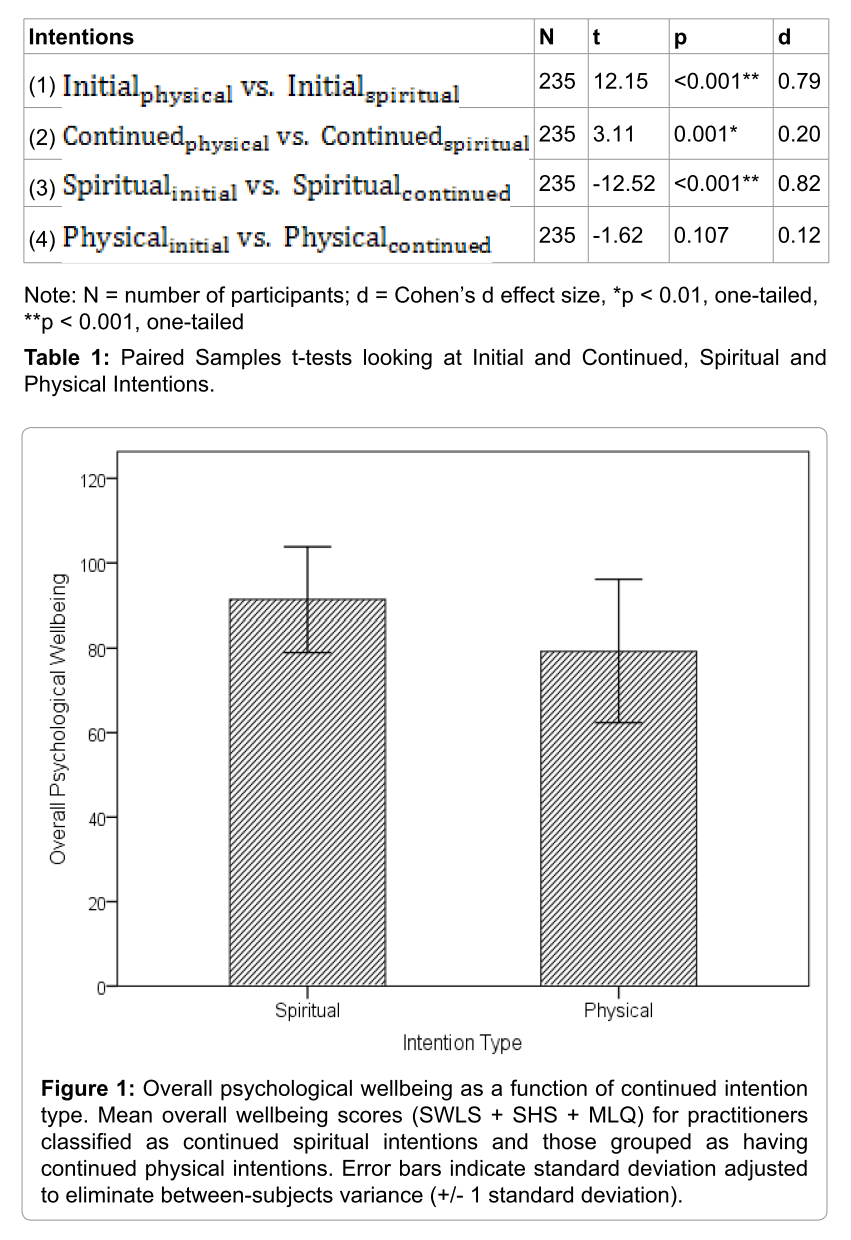 Intentions N t p d
(1) Initialphysical vs. Initialspiritual 235 12.15 <0.001** 0.79
(2) Continuedphysical vs. Continuedspiritual 235 3.11 0.001* 0.20
(3) Spiritualinitial vs. Spiritualcontinued 235 -12.52 <0.001** 0.82
(4) Physicalinitial vs. Physicalcontinued 235 -1.62 0.107 0.12
Note: N = number of participants; d = Cohen’s d effect size, *p < 0.01, one-tailed,
**p < 0.001, one-tailed
Table 1: Paired Samples t-tests looking at Initial and Continued, Spiritual and
Physical Intentions.
120
100
80
60
40
20
0
Overall Psychological Wellbeing
Spiritual Physical
Intention Type
Figure 1: Overall psychological wellbeing as a function of continued intention
type. Mean overall wellbeing scores (SWLS + SHS + MLQ) for practitioners
classified as continued spiritual intentions and those grouped as having
continued physical intentions. Error bars indicate standard deviation adjusted
to eliminate between-subjects variance (+/- 1 standard deviation).